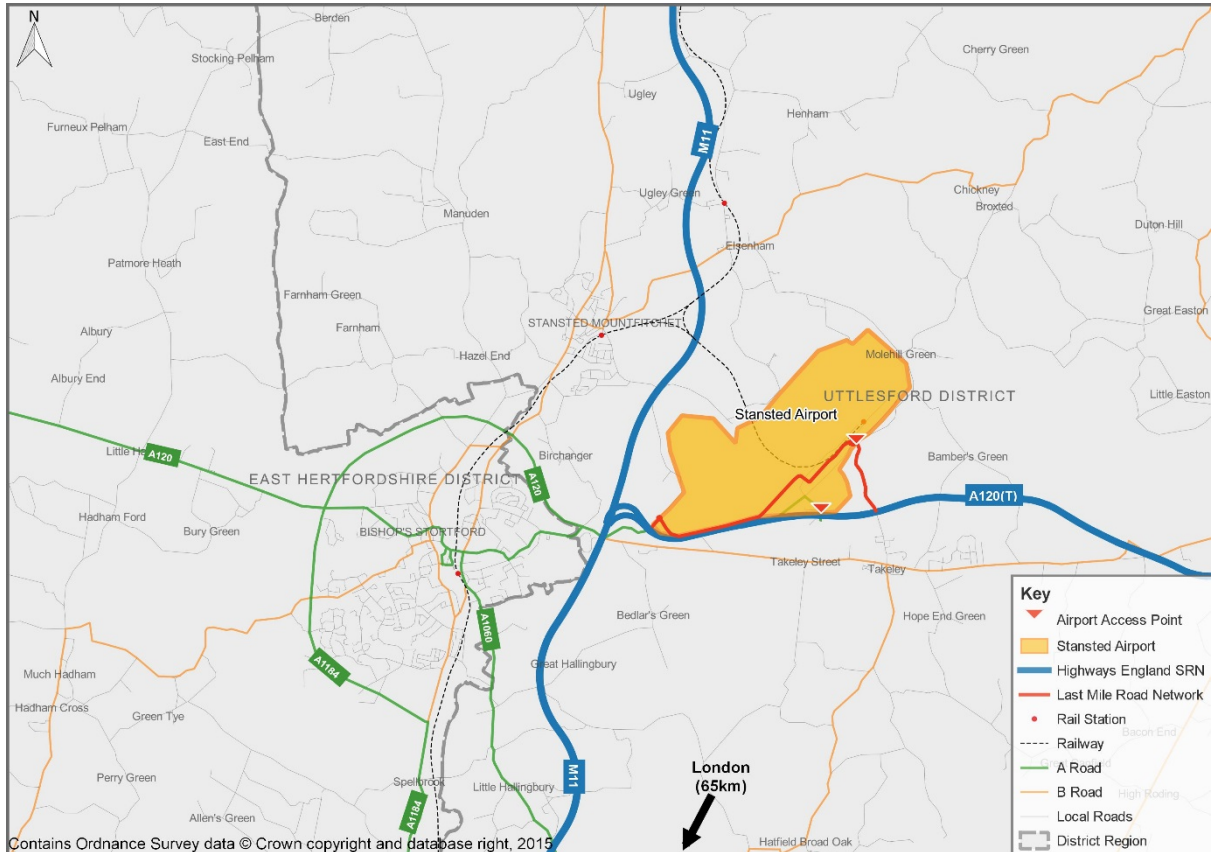 N
Berden
Stocking Pelham
Cherry Green
Ugley
Henham
Furneux Pelham
East End
M11
Ugley Green
Chickney
Broxted
Manuden
Duton Hill
Elsenham
Patmore Heath
Farnham Green
Great Easton
Albury
Farnham
STANSTED MOUNTFITCHET
Hazel End
Molehill Green
Albury End
Little Easton
UTTLESFORD DISTRICT
Stansted Airport
A120
Birchanger
Bamber's Green
EAST HERTFORDSHIRE DISTRICT
A120
A120(T)
Hadham Ford
Bury Green
BISHOP'S STORTFORD
Takeley Street
Takeley
Bedlar's Green
Hope End Green
A1060
Great Hallingbury
A1184
Much Hadham
Hadham Cross
Green Tye
M11
Perry Green
Spellbrook
Little Hallingbury
A1184
Allen's Green
London
(65km)
Hatfield Broad Oak
Key
Airport Access Point
Stansted Airport
Highways England SRN
Last Mile Road Network
Rail Station
Railway
A Road
B Road
Local Roads
District Region
Bacon End
High Roding
Contains Ordnance Survey data © Crown copyright and database right, 2015